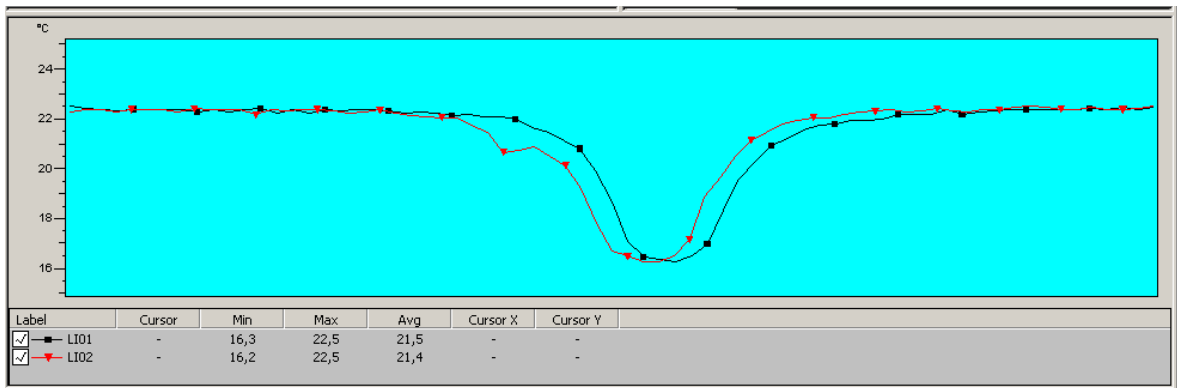 °C
24
22
20
18
16
Label Cursor Min Max Avg Cursor X Cursor Y
LI01 - 16,3 22,5 21,5 - -
LI02 - 16,2 22,5 21,4 - -